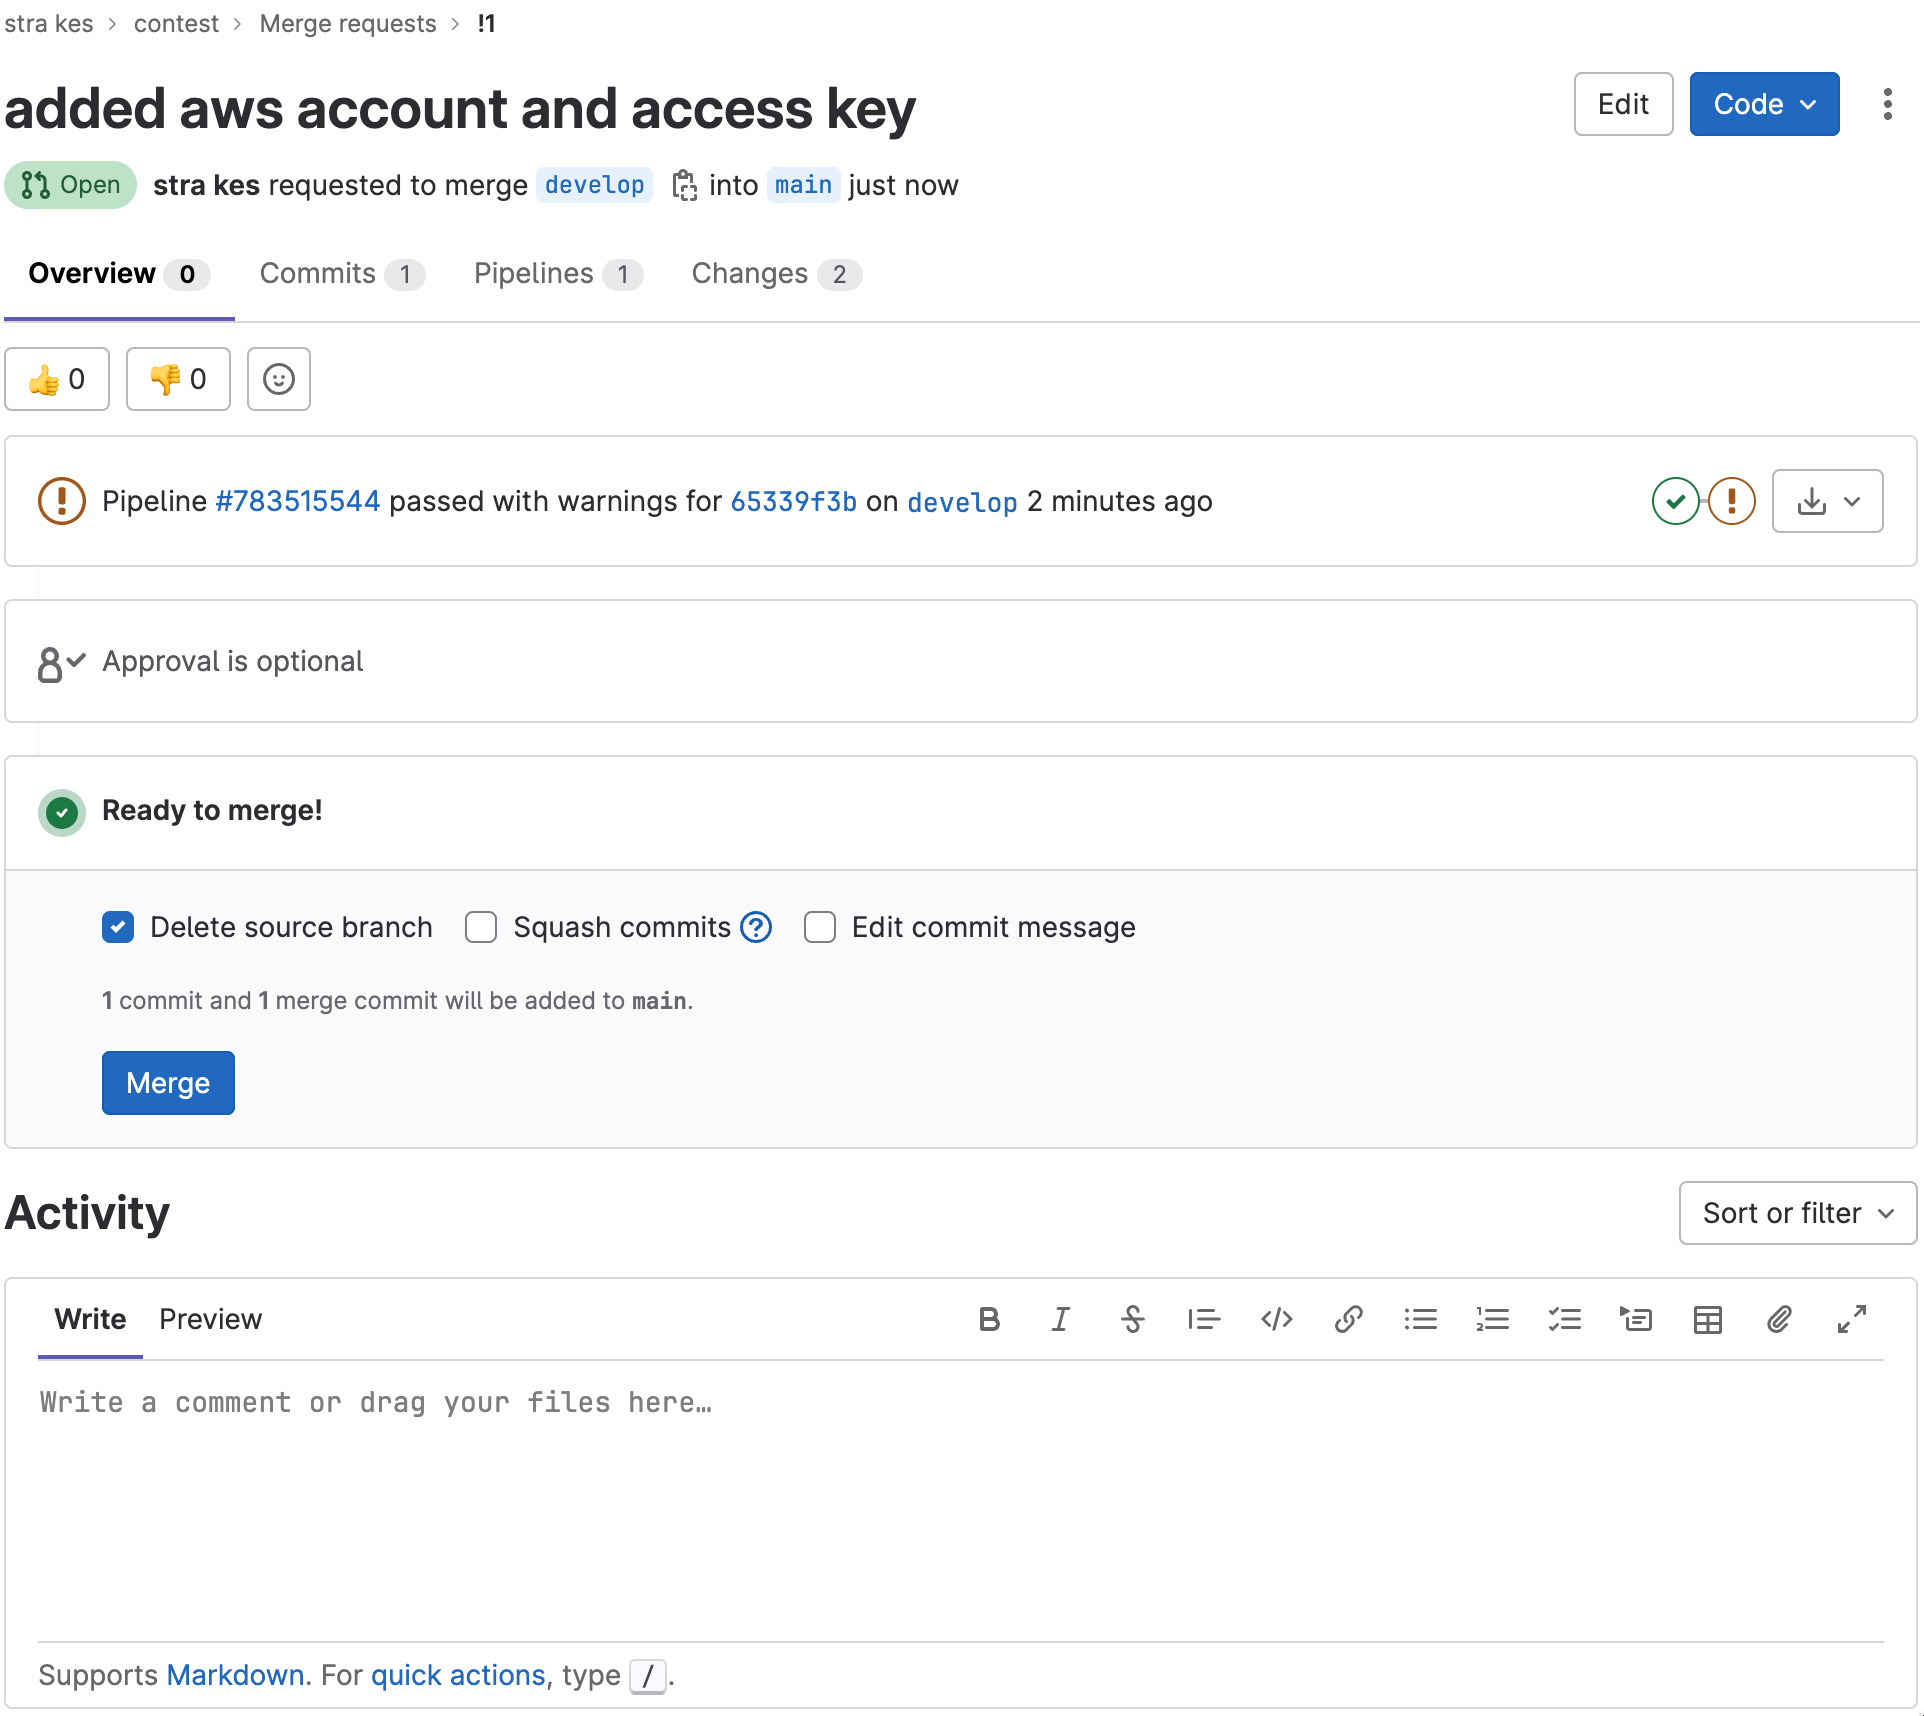 stra kes > contest > Merge requests > !1
added aws account and access key
Edit
Code
Open
stra kes requested to merge develop into main just now
Overview 0
Commits 1
Pipelines 1
Changes 2
👍 0
👎 0
Pipeline #783515544 passed with warnings for 65339f3b on develop 2 minutes ago
Approval is optional
Ready to merge!
Delete source branch
Squash commits ?
Edit commit message
1 commit and 1 merge commit will be added to main.
Merge
Activity
Sort or filter
Write
Preview
Write a comment or drag your files here…
Supports Markdown. For quick actions, type /.